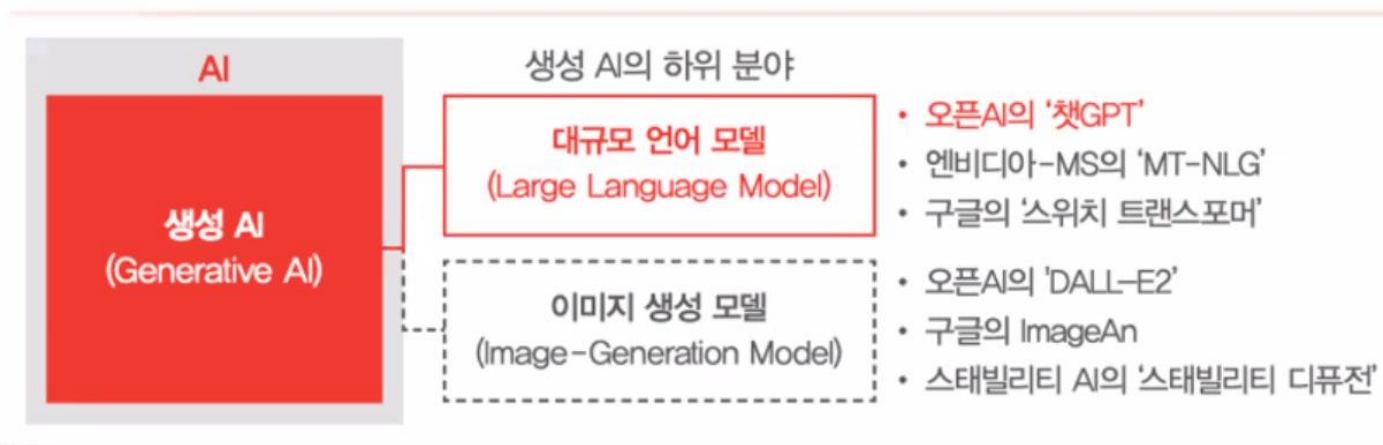 AI
생성 AI
(Generative AI)
생성 AI의 하위 분야
대규모 언어 모델
(Large Language Model)
• 오픈AI의 '챗GPT'
• 엔비디아-MS의 'MT-NLG'
• 구글의 '스위치 트랜스포머'
이미지 생성 모델
(Image-Generation Model)
• 오픈AI의 'DALL-E2'
• 구글의 ImageAn
• 스태빌리티 AI의 '스태빌리티 디퓨전'